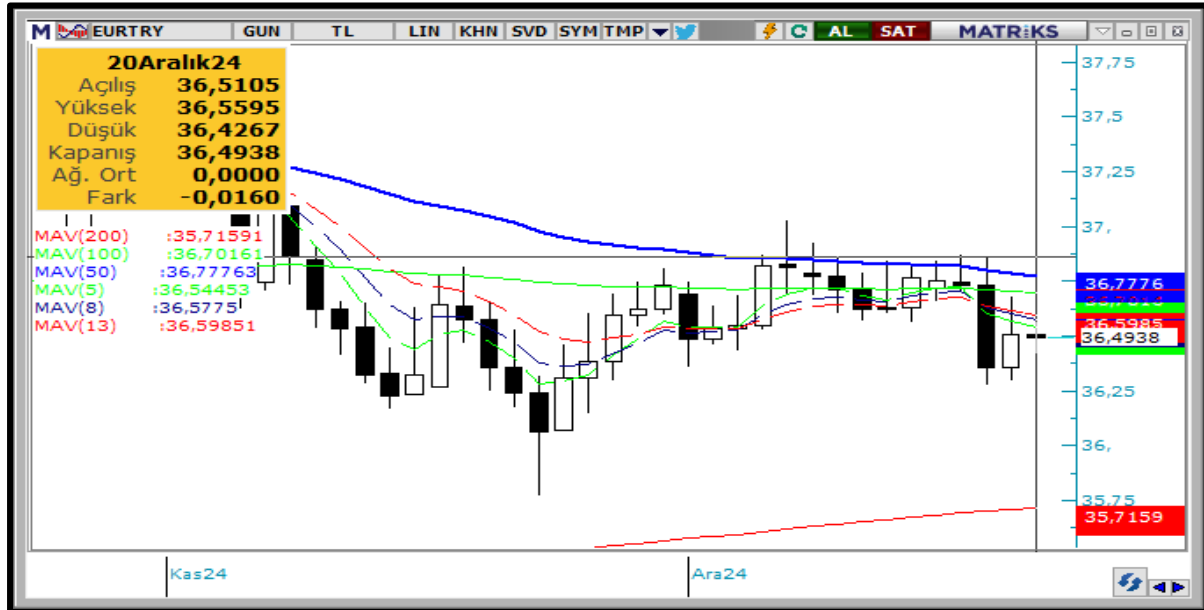 M EURTRY GUN TL LIN KHN SVD SYM TMP AL SAT MATRiKS
20Aralık24
Açılış 36,5105
Yüksek 36,5595
Düşük 36,4267
Kapanış 36,4938
Ağ. Ort 0,0000
Fark -0,0160
MAV(200) :35,71591
MAV(100) :36,70161
MAV(50) :36,77763
MAV(5) :36,54453
MAV(8) :36,5775
MAV(13) :36,59851
37,75
37,5
37,25
37,
36,7776
36,5985
36,4938
36,25
36,
35,75
35,7159
Kas24
Ara24